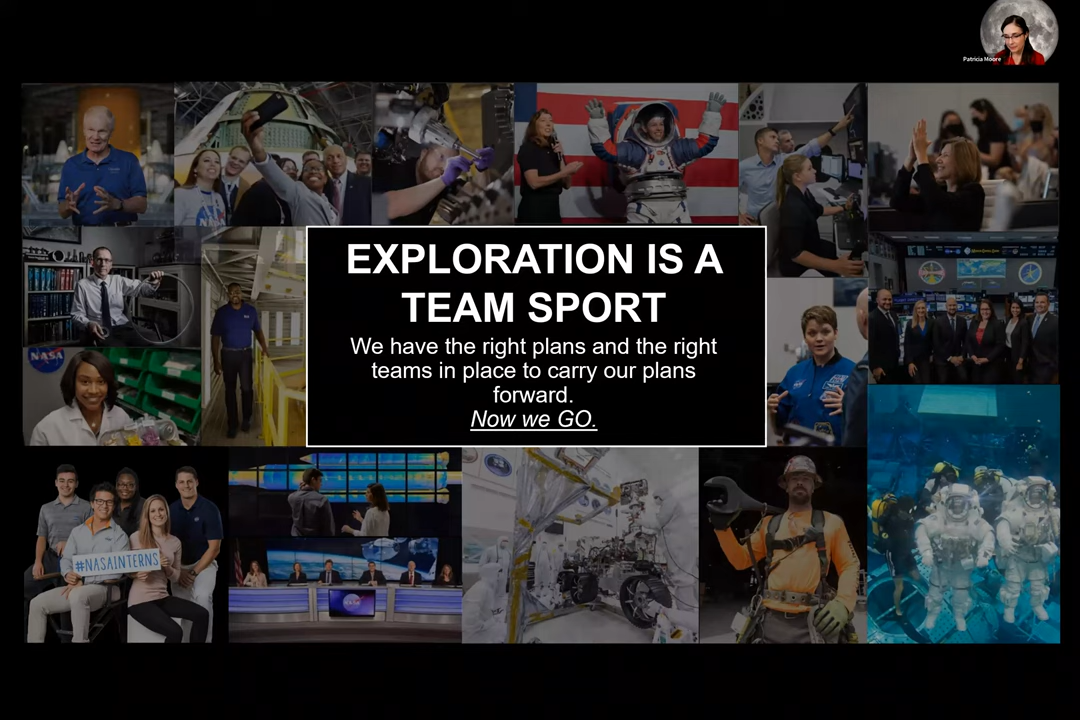 Patricia Moore
EXPLORATION IS A
TEAM SPORT
We have the right plans and the right
teams in place to carry our plans
forward.
Now we GO.
NASA
#NASAINTERNS
NASA